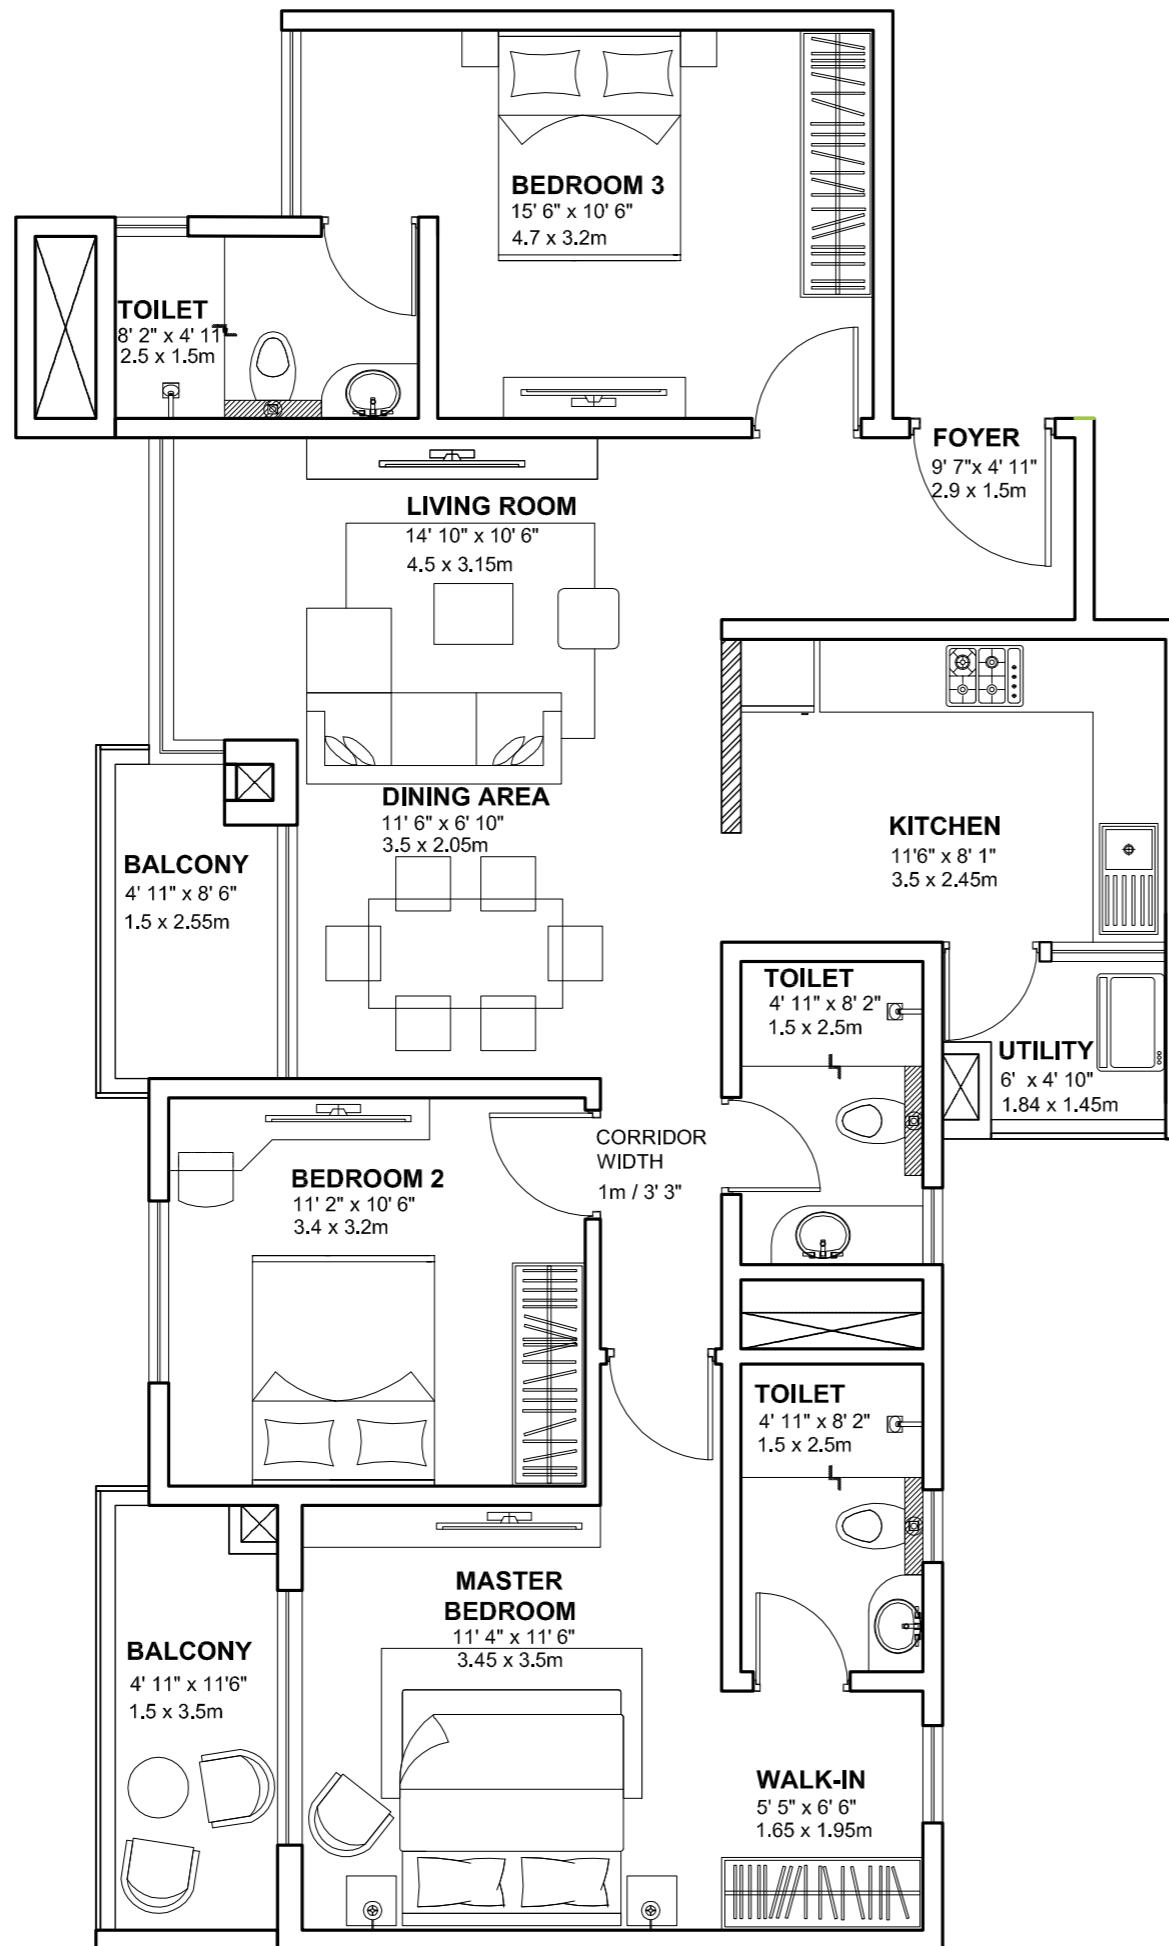 BEDROOM 3
15' 6" x 10' 6"
4.7 x 3.2m
TOILET
8' 2" x 4' 11
2.5 x 1.5m
FOYER
9' 7"x 4' 11"
2.9 x 1.5m
LIVING ROOM
14' 10" x 10' 6"
4.5 x 3.15m
DINING AREA
11' 6" x 6' 10"
3.5 x 2.05m
KITCHEN
11'6" x 8' 1"
3.5 x 2.45m
BALCONY
4' 11" x 8' 6"
1.5 x 2.55m
TOILET
4' 11" x 8' 2"
1.5 x 2.5m
UTILITY
6'  x 4' 10"
1.84 x 1.45m
CORRIDOR
WIDTH
1m / 3' 3"
BEDROOM 2
11' 2" x 10' 6"
3.4 x 3.2m
TOILET
4' 11" x 8' 2"
1.5 x 2.5m
MASTER
BEDROOM
11' 4" x 11' 6"
3.45 x 3.5m
BALCONY
4' 11" x 11'6"
1.5 x 3.5m
WALK-IN
5' 5" x 6' 6"
1.65 x 1.95m